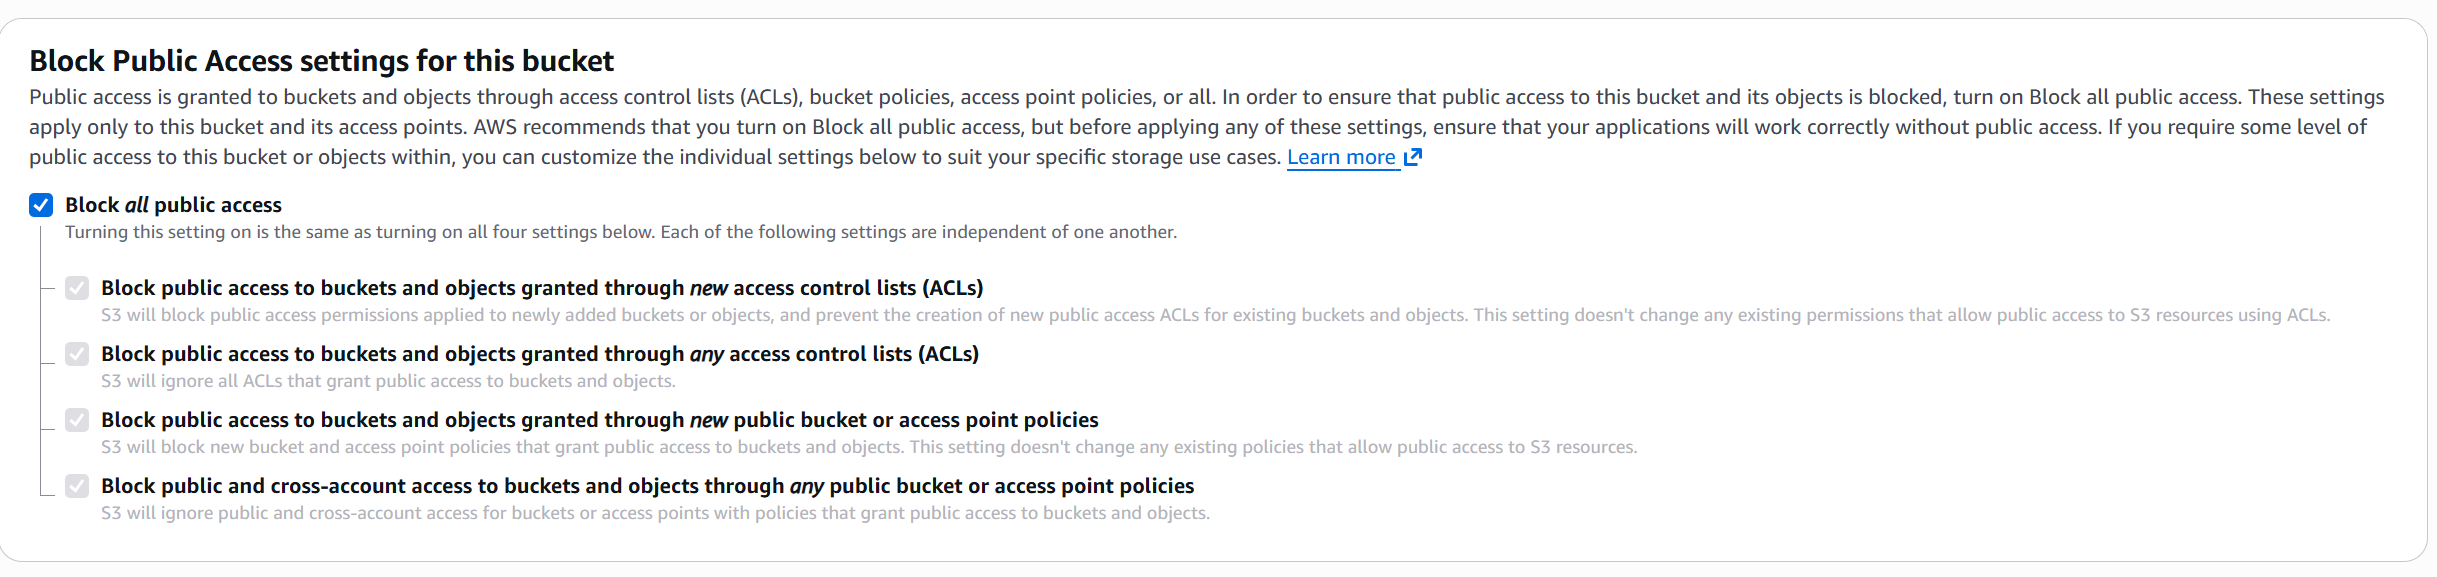 Block Public Access settings for this bucket
Public access is granted to buckets and objects through access control lists (ACLs), bucket policies, access point policies, or all. In order to ensure that public access to this bucket and its objects is blocked, turn on Block all public access. These settings
apply only to this bucket and its access points. AWS recommends that you turn on Block all public access, but before applying any of these settings, ensure that your applications will work correctly without public access. If you require some level of
public access to this bucket or objects within, you can customize the individual settings below to suit your specific storage use cases. Learn more
Block all public access
Turning this setting on is the same as turning on all four settings below. Each of the following settings are independent of one another.
Block public access to buckets and objects granted through new access control lists (ACLs)
S3 will block public access permissions applied to newly added buckets or objects, and prevent the creation of new public access ACLs for existing buckets and objects. This setting doesn't change any existing permissions that allow public access to S3 resources using ACLs.
Block public access to buckets and objects granted through any access control lists (ACLs)
S3 will ignore all ACLs that grant public access to buckets and objects.
Block public access to buckets and objects granted through new public bucket or access point policies
S3 will block new bucket and access point policies that grant public access to buckets and objects. This setting doesn't change any existing policies that allow public access to S3 resources.
Block public and cross-account access to buckets and objects through any public bucket or access point policies
S3 will ignore public and cross-account access for buckets or access points with policies that grant public access to buckets and objects.